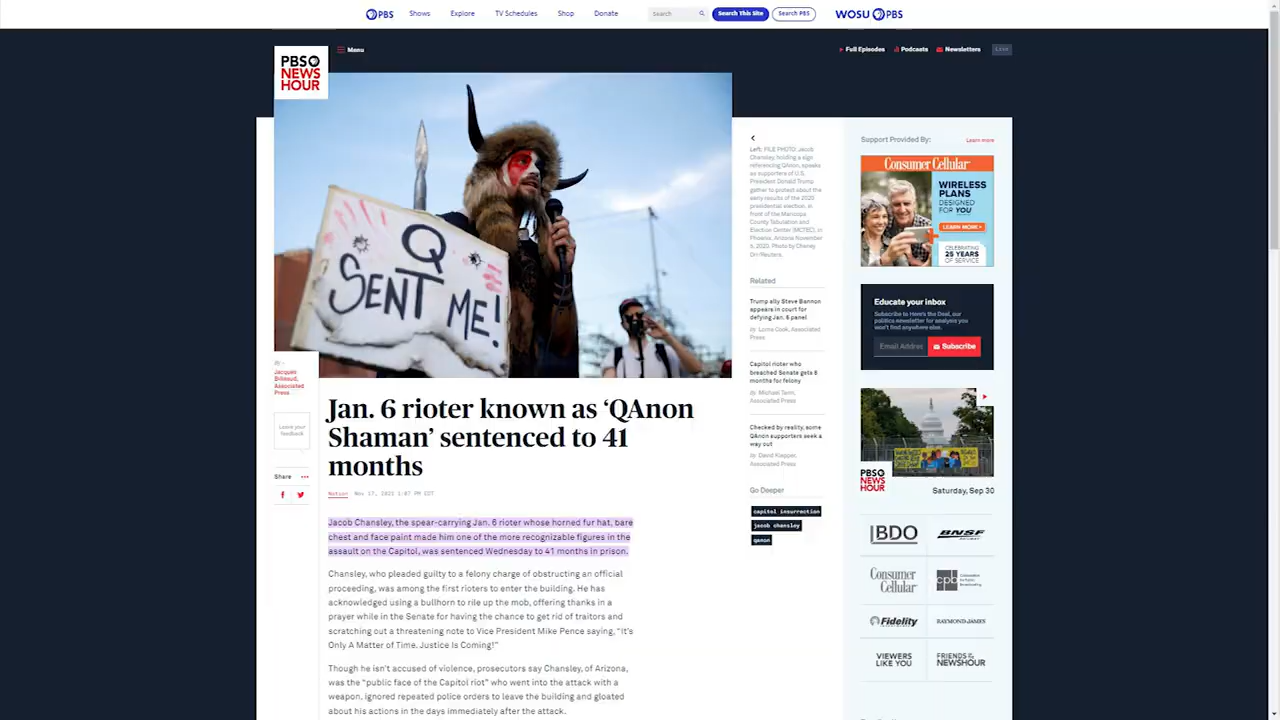 PBS
Shows
Explore
TV Schedules
Shop
Donate
Search
Search This Site
Search PBS
WOSU PBS
PBS NEWS HOUR
Menu
Full Episodes
Podcasts
Newsletters
Live
Q
SENT ME!
Left: FILE PHOTO: Jacob
Chansley, holding a sign
referencing QAnon, speaks
as supporters of U.S.
President Donald Trump
gather to protest about the
early results of the 2020
presidential election, in
front of the Maricopa
County Tabulation and
Election Center (MCTEC), in
Phoenix, Arizona November
5, 2020. Photo by Cheney
Orr/Reuters.
Related
Trump ally Steve Bannon
appears in court for
defying Jan. 6 panel
By Lorne Cook, Associated
Press
Capitol rioter who
breached Senate gets 8
months for felony
By Michael Tarm,
Associated Press
Checked by reality, some
QAnon supporters seek a
way out
By David Klepper,
Associated Press
Go Deeper
capitol insurrection
jacob chansley
qanon
By —
Jacques
Billeaud,
Associated
Press
Leave your
feedback
Share
Jan. 6 rioter known as ‘QAnon
Shaman’ sentenced to 41
months
Nation Nov 17, 2021 1:07 PM EDT
Jacob Chansley, the spear-carrying Jan. 6 rioter whose horned fur hat, bare
chest and face paint made him one of the more recognizable figures in the
assault on the Capitol, was sentenced Wednesday to 41 months in prison.
Chansley, who pleaded guilty to a felony charge of obstructing an official
proceeding, was among the first rioters to enter the building. He has
acknowledged using a bullhorn to rile up the mob, offering thanks in a
prayer while in the Senate for having the chance to get rid of traitors and
scratching out a threatening note to Vice President Mike Pence saying, “It’s
Only A Matter of Time. Justice Is Coming!”
Though he isn’t accused of violence, prosecutors say Chansley, of Arizona,
was the “public face of the Capitol riot” who went into the attack with a
weapon, ignored repeated police orders to leave the building and gloated
about his actions in the days immediately after the attack.
Support Provided By:
Learn more
Consumer Cellular
WIRELESS
PLANS
DESIGNED
FOR YOU
LEARN MORE
CELEBRATING
25 YEARS
OF SERVICE
Educate your inbox
Subscribe to Here’s the Deal, our
politics newsletter for analysis you
won’t find anywhere else.
Email Addres
Subscribe
PBS NEWS HOUR
Saturday, Sep 30
BDO
BNSF
RAILWAY
Consumer Cellular
cpb
Corporation for Public Broadcasting
Fidelity
RAYMOND JAMES
VIEWERS LIKE YOU
FRIENDS OF THE NEWSHOUR